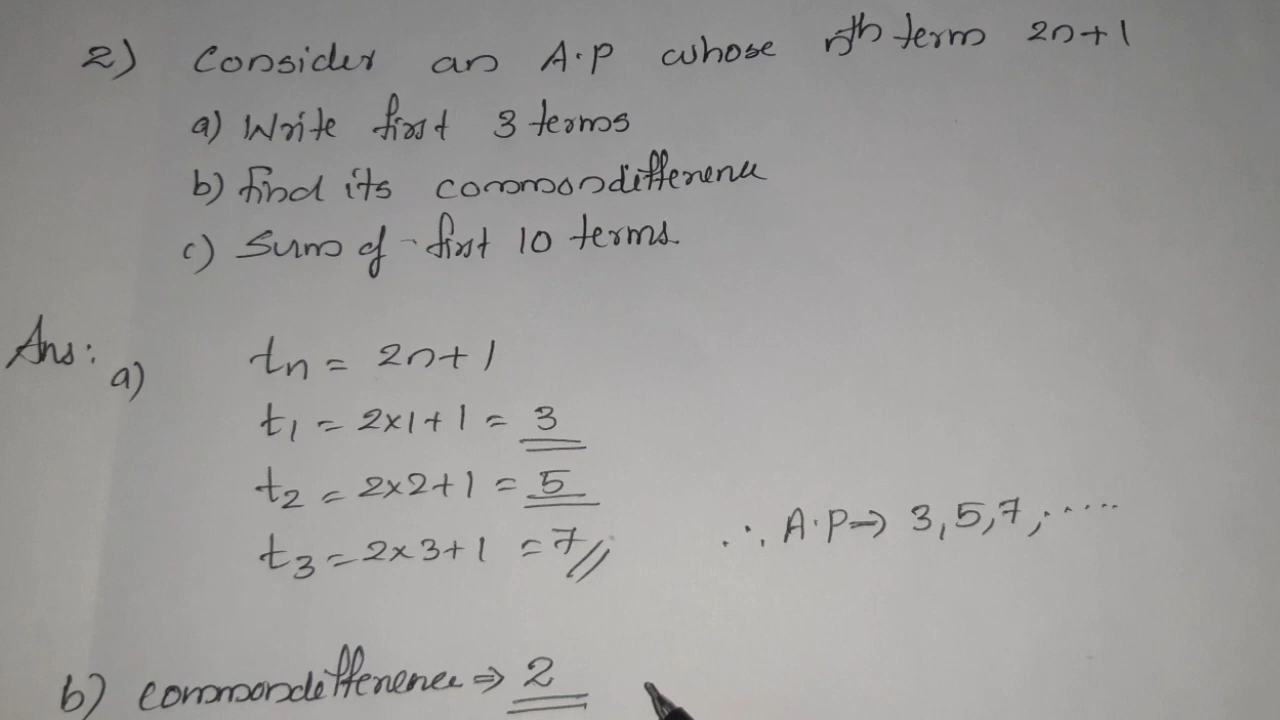 2) Consider an A.P whose nth term 2n+1
a) Write first 3 terms
b) find its commondifference
c) Sum of first 10 terms.
Ans:
a) tn = 2n+1
t1 = 2x1+1 = 3
t2 = 2x2+1 = 5
t3 = 2x3+1 = 7//
∴ A.P ⇒ 3,5,7,.....
b) commondifference ⇒ 2